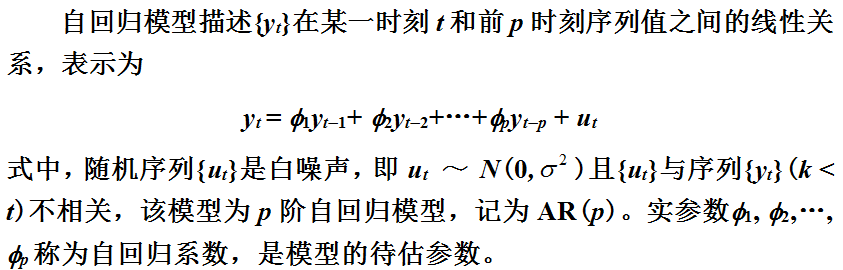 自回归模型描述{yt}在某一时刻 t 和前 p 时刻序列值之间的线性关
系，表示为
yt = ϕ1yt−1+ ϕ2yt−2+···+ϕpyt−p + ut
式中，随机序列{ut}是白噪声，即 ut ～ N(0,σ²)且{ut}与序列{yt}(k <
t)不相关，该模型为 p 阶自回归模型，记为 AR(p)。实参数ϕ1, ϕ2,···,
ϕp 称为自回归系数，是模型的待估参数。